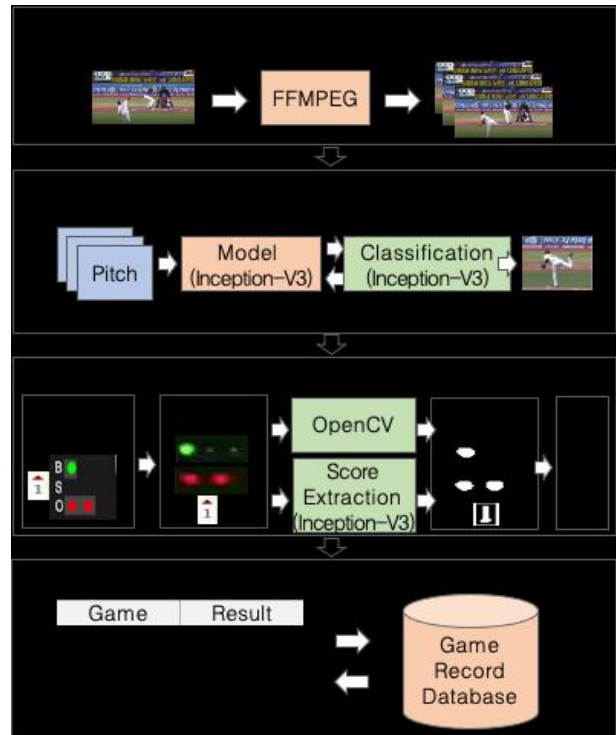 FFMPEG
Pitch
Model
(Inception-V3)
Classification
(Inception-V3)
B
S
O
1
1
OpenCV
Score
Extraction
(Inception-V3)
1
Game Result
Game
Record
Database